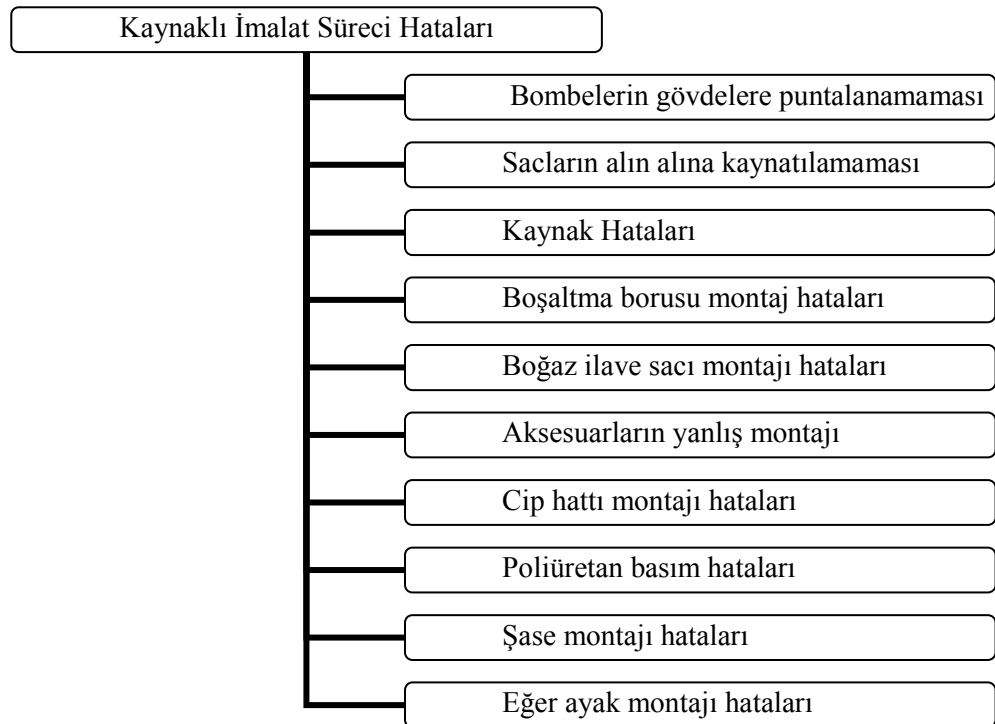 Kaynaklı İmalat Süreci Hataları
Bombelerin gövdelere puntalanamaması
Sacların alın alına kaynatılamaması
Kaynak Hataları
Boşaltma borusu montaj hataları
Boğaz ilave sacı montajı hataları
Aksesuarların yanlış montajı
Cip hattı montajı hataları
Poliüretan basım hataları
Şase montajı hataları
Eğer ayak montajı hataları